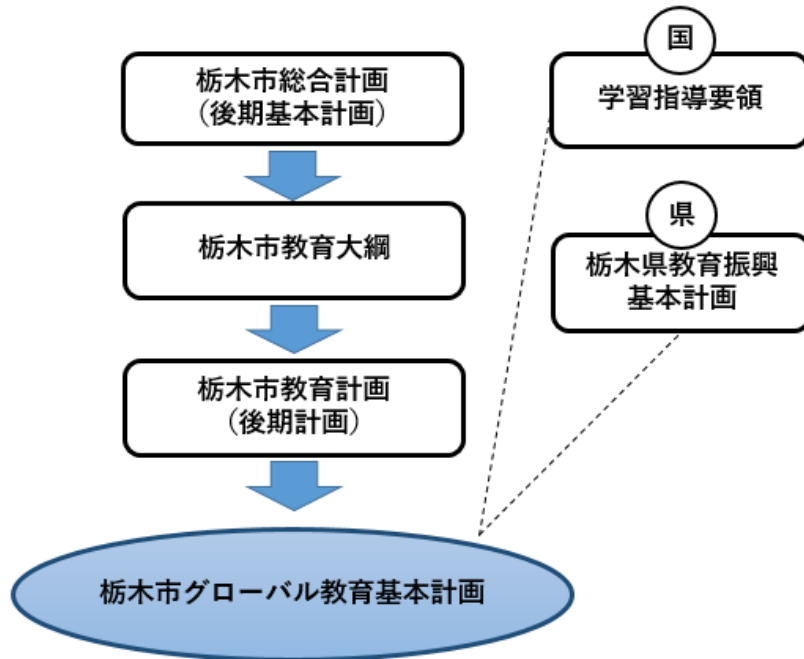 栃木市総合計画
（後期基本計画）
栃木市教育大綱
栃木市教育計画
（後期計画）
栃木市グローバル教育基本計画
国
学習指導要領
県
栃木県教育振興
基本計画